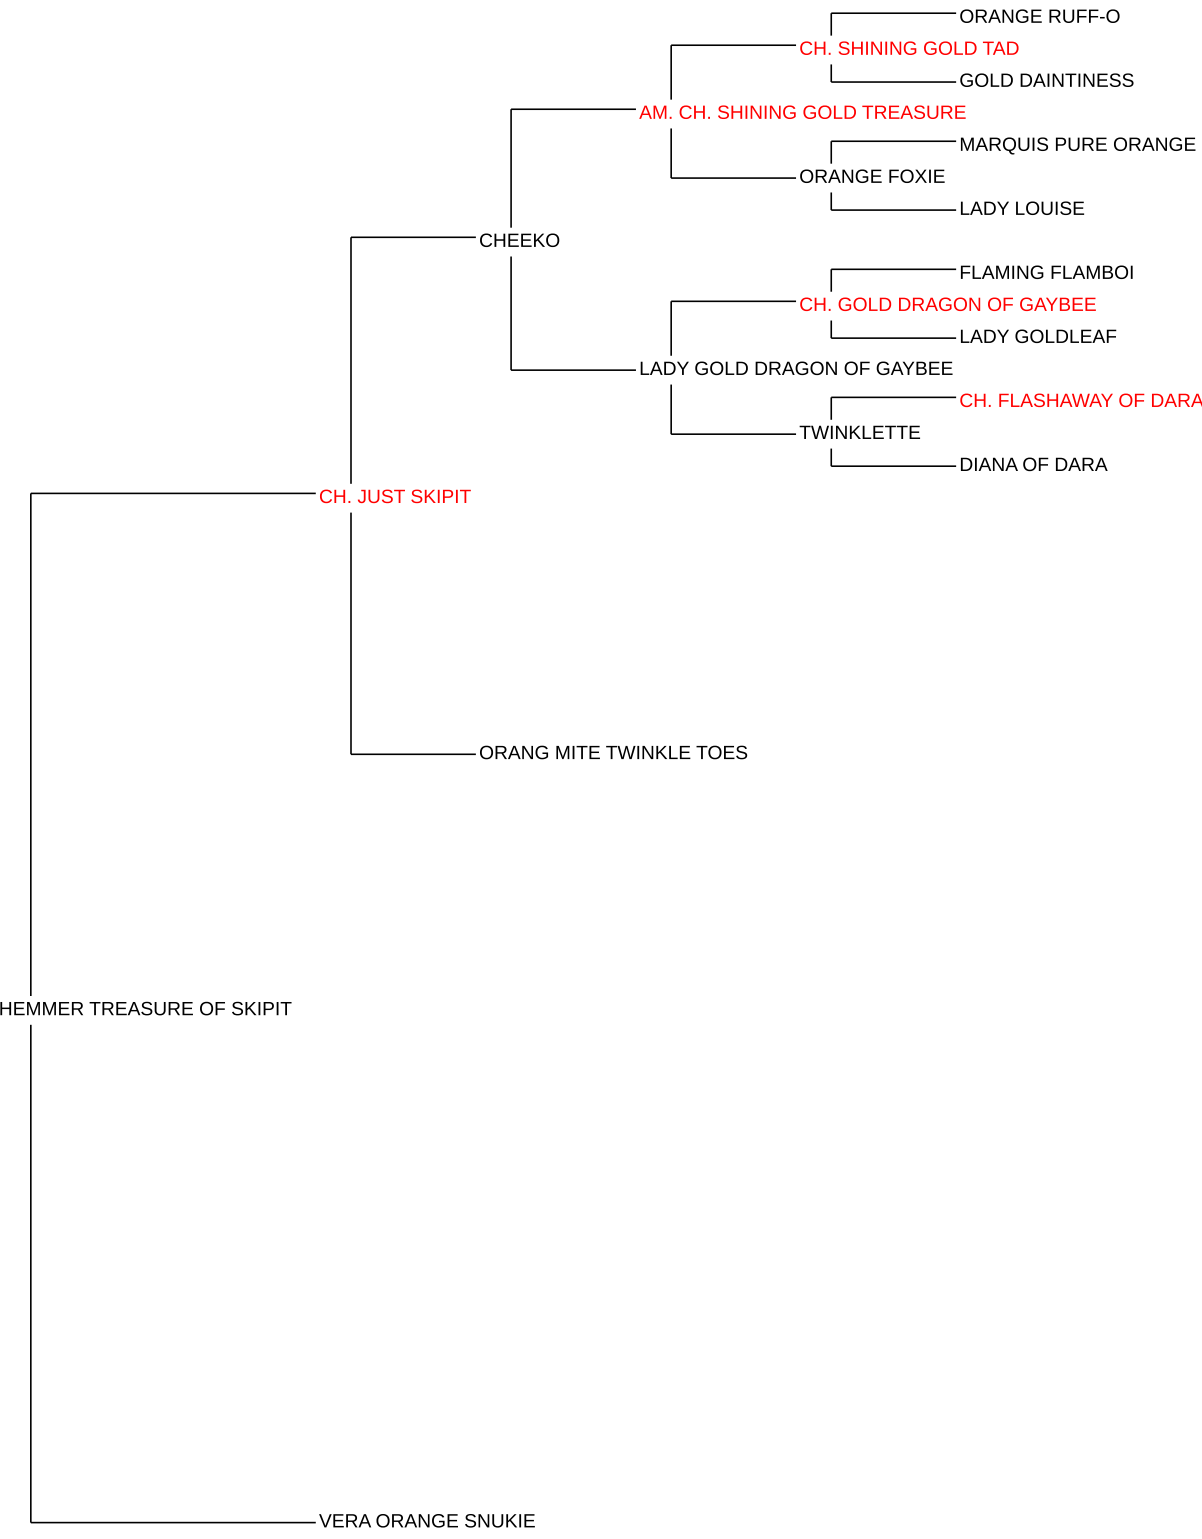 ORANGE RUFF-O
CH. SHINING GOLD TAD
GOLD DAINTINESS
AM. CH. SHINING GOLD TREASURE
MARQUIS PURE ORANGE
ORANGE FOXIE
LADY LOUISE
CHEEKO
FLAMING FLAMBOI
CH. GOLD DRAGON OF GAYBEE
LADY GOLDLEAF
LADY GOLD DRAGON OF GAYBEE
CH. FLASHAWAY OF DARA
TWINKLETTE
DIANA OF DARA
CH. JUST SKIPIT
ORANG MITE TWINKLE TOES
HEMMER TREASURE OF SKIPIT
VERA ORANGE SNUKIE